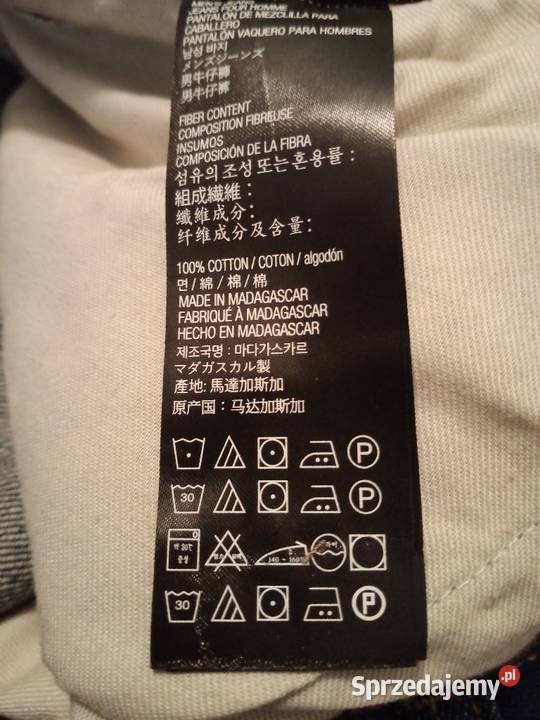 MEN'S JEANS
JEANS POUR HOMME
PANTALÓN DE MEZCLILLA PARA
CABALLERO
PANTALÓN VAQUERO PARA HOMBRES
남성 바지
メンズジーンズ
男牛仔褲
男牛仔裤
FIBER CONTENT
COMPOSITION FIBREUSE
INSUMOS
COMPOSICIÓN DE LA FIBRA
섬유의 조성 또는 혼용률 :
組成繊維 :
纖維成分 :
纤维成分及含量:
100% COTTON / COTON / algodón
면 / 綿 / 棉 / 棉
MADE IN MADAGASCAR
FABRIQUÉ À MADAGASCAR
HECHO EN MADAGASCAR
제조국명 : 마다가스카르
マダガスカル製
產地: 馬達加斯加
原产国 : 马达加斯加
P
30 P
140 - 160℃
30 P
Sprzedajemy.pl